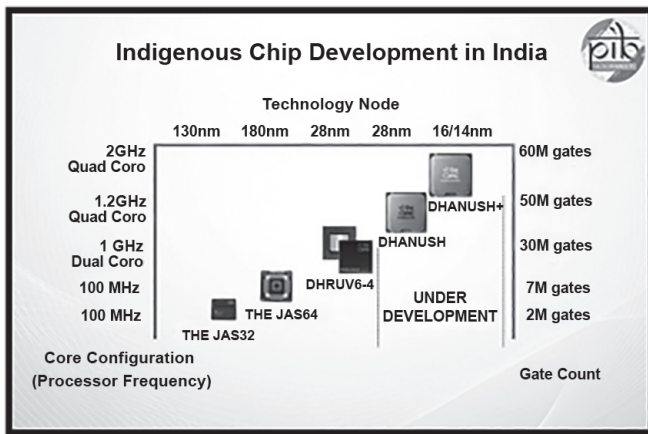 Indigenous Chip Development in India
pib
Technology Node
130nm 180nm 28nm 28nm 16/14nm
2GHz
Quad Coro
60M gates
1.2GHz
Quad Coro
50M gates
DHANUSH+
1 GHz
Dual Coro
30M gates
DHANUSH
DHRUV6-4
100 MHz
7M gates
UNDER
DEVELOPMENT
THE JAS64
100 MHz
2M gates
THE JAS32
Core Configuration
(Processor Frequency)
Gate Count